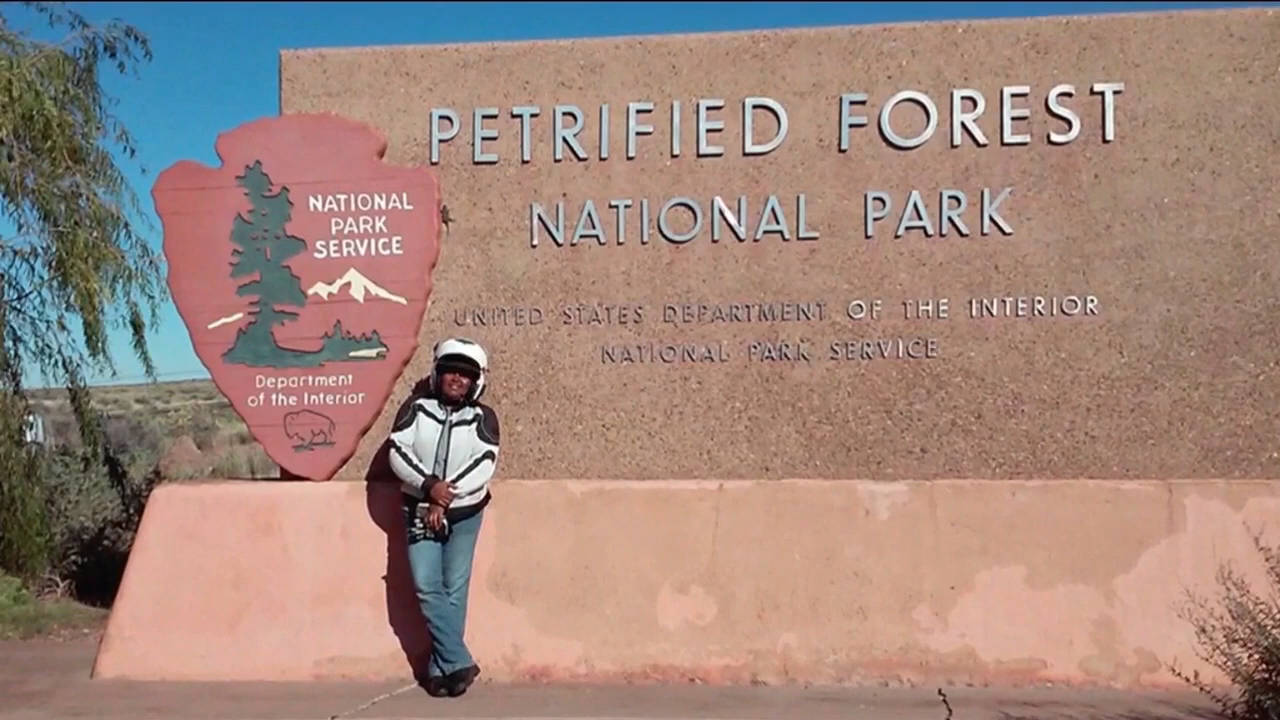 PETRIFIED FOREST
NATIONAL PARK
UNITED STATES DEPARTMENT OF THE INTERIOR
NATIONAL PARK SERVICE
NATIONAL
PARK
SERVICE
Department
of the Interior